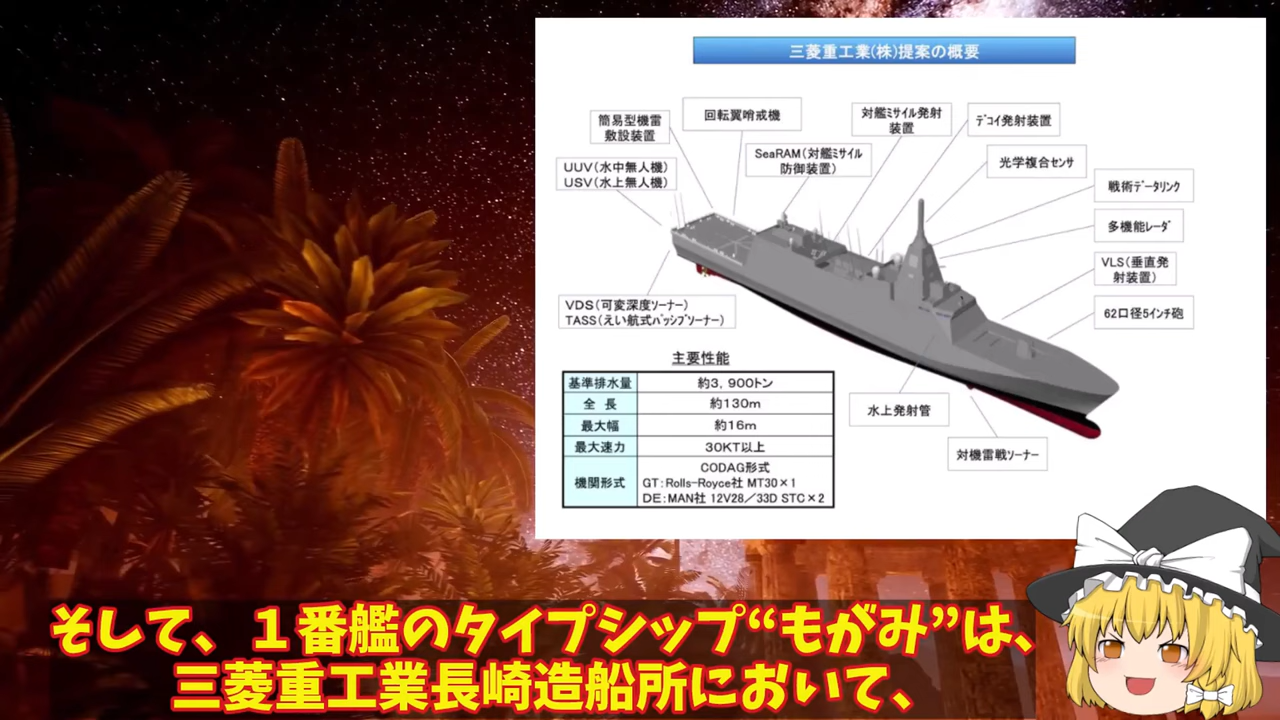 三菱重工業(株)提案の概要
簡易型機雷
敷設装置
回転翼哨戒機
対艦ﾐｻｲﾙ発射
装置
ﾃﾞｺｲ発射装置
UUV(水中無人機)
USV(水上無人機)
SeaRAM(対艦ﾐｻｲﾙ
防御装置)
光学複合ｾﾝｻ
戦術ﾃﾞｰﾀﾘﾝｸ
多機能ﾚｰﾀﾞ
VLS(垂直発
射装置)
62口径5ｲﾝﾁ砲
VDS(可変深度ｿｰﾅｰ)
TASS(えい航式ﾊﾟｯｼﾌﾞｿｰﾅｰ)
水上発射管
対機雷戦ｿｰﾅｰ
主要性能
基準排水量 約3，900トン
全 長 約130m
最大幅 約16m
最大速力 30KT以上
機関形式 CODAG形式
GT：Rolls-Royce社 MT30×1
DE：MAN社 12V28／33D STC×2
そして、１番艦のタイプシップ“もがみ”は、
三菱重工業長崎造船所において、